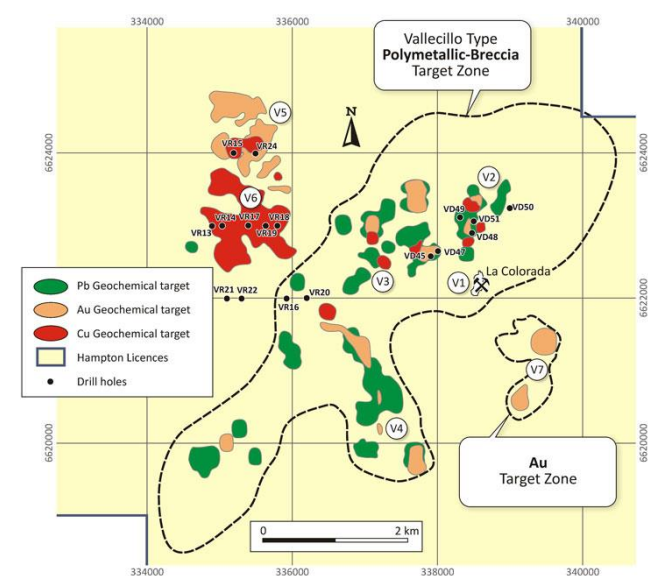 334000
336000
340000
Vallecillo Type
Polymetallic-Breccia
Target Zone
N
V5
6624000
VR15
VR24
6624000
V2
V6
VR14
VR17
VR18
VR13
VR19
VD49
VD50
VD51
VD48
VD45
VD47
La Colorada
V1
V3
Pb Geochemical target
Au Geochemical target
Cu Geochemical target
Hampton Licences
Drill holes
VR21
VR22
VR16
VR20
6622000
V7
V4
6620000
6620000
Au
Target Zone
0
2 km
334000
336000
338000
340000